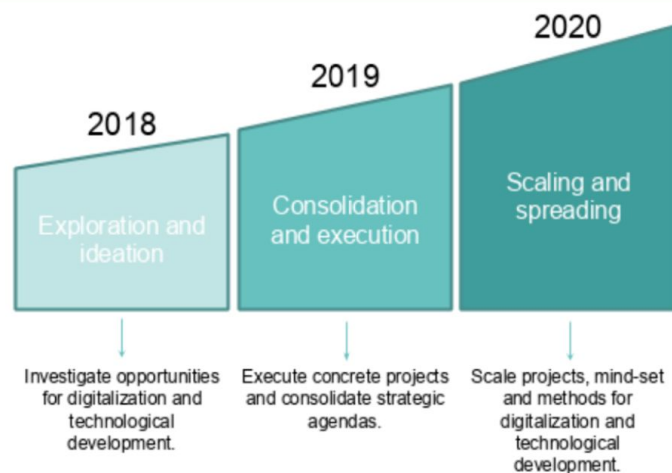 2018
2019
2020
Exploration and
ideation
Consolidation
and execution
Scaling and
spreading
Investigate opportunities
for digitalization and
technological
development.
Execute concrete projects
and consolidate strategic
agendas.
Scale projects, mind-set
and methods for
digitalization and
technological
development.